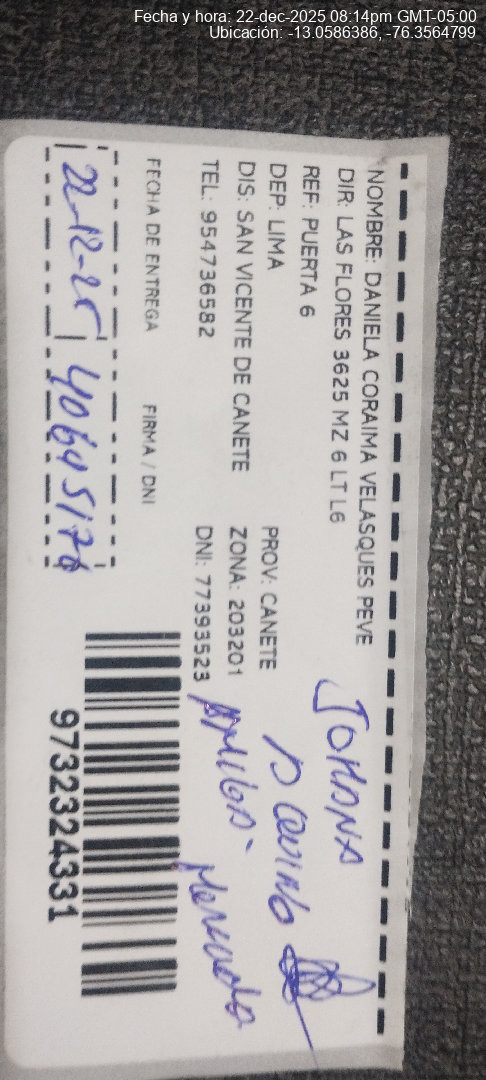 Fecha y hora: 22-dec-2025 08:14pm GMT-05:00
Ubicación: -13.0586386, -76.3564799
NOMBRE: DANIELA CORAIMA VELASQUES PEVE
DIR: LAS FLORES 3625 MZ 6 LT L6
REF: PUERTA 6
DEP: LIMA PROV: CANETE
DIS: SAN VICENTE DE CANETE ZONA: 203201
TEL: 954736582 DNI: 77393523
JOHANA
AMIGA-
FECHA DE ENTREGA FIRMA / DNI
22-12-25 40645176
9732324331